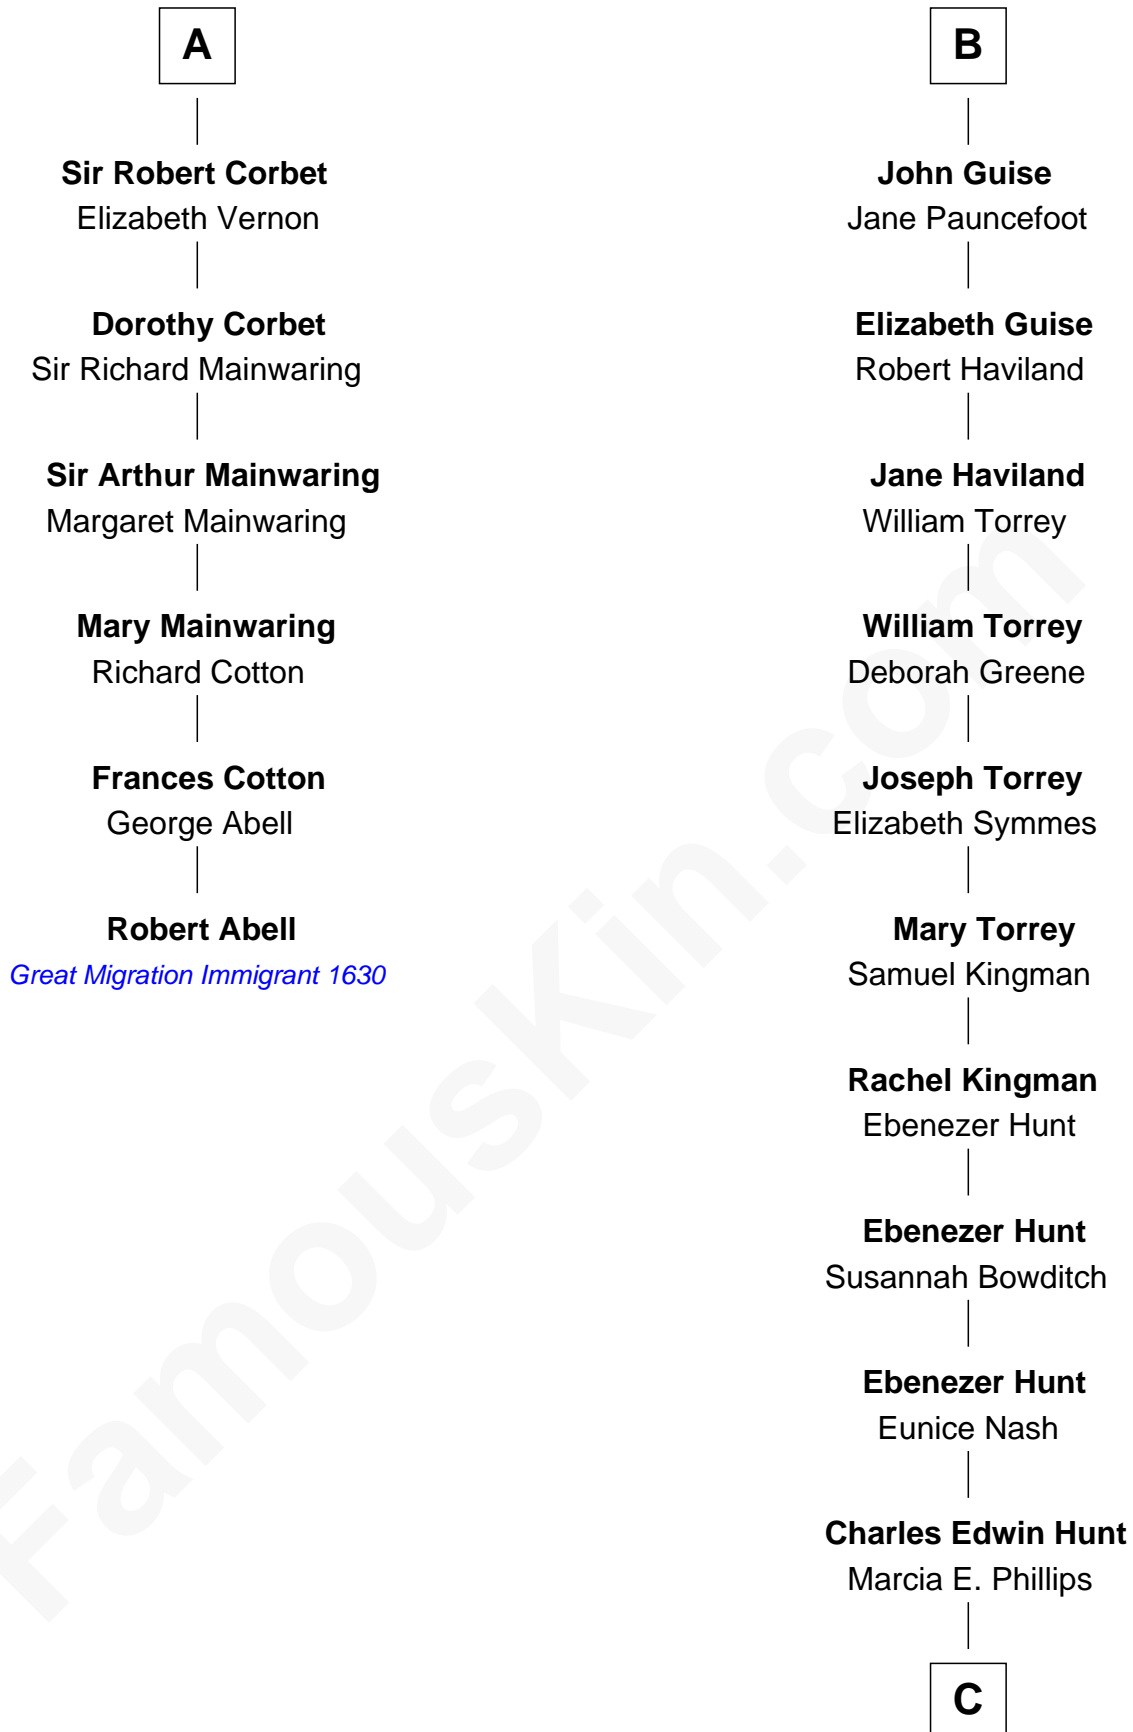 A
Sir Robert Corbet
Elizabeth Vernon
Dorothy Corbet
Sir Richard Mainwaring
Sir Arthur Mainwaring
Margaret Mainwaring
Mary Mainwaring
Richard Cotton
Frances Cotton
George Abell
Robert Abell
Great Migration Immigrant 1630
B
John Guise
Jane Pauncefoot
Elizabeth Guise
Robert Haviland
Jane Haviland
William Torrey
William Torrey
Deborah Greene
Joseph Torrey
Elizabeth Symmes
Mary Torrey
Samuel Kingman
Rachel Kingman
Ebenezer Hunt
Ebenezer Hunt
Susannah Bowditch
Ebenezer Hunt
Eunice Nash
Charles Edwin Hunt
Marcia E. Phillips
C
FamousKin.com